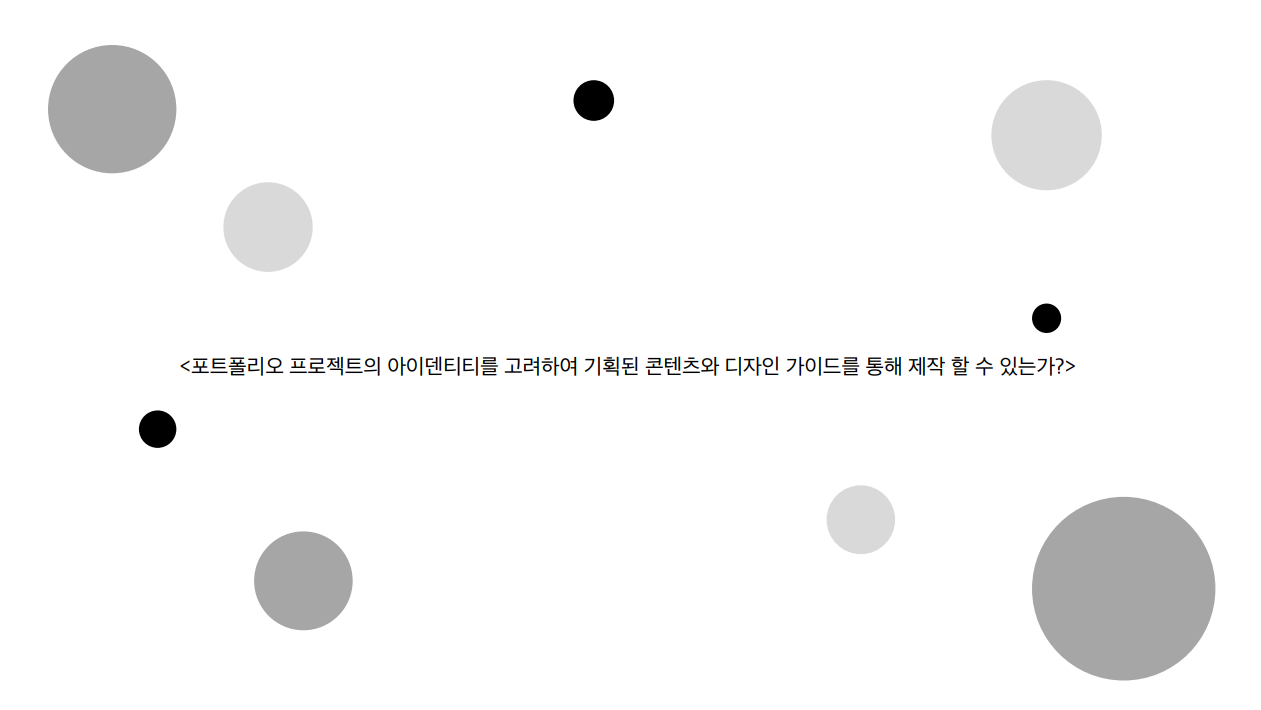 <포트폴리오 프로젝트의 아이덴티티를 고려하여 기획된 콘텐츠와 디자인 가이드를 통해 제작 할 수 있는가?>